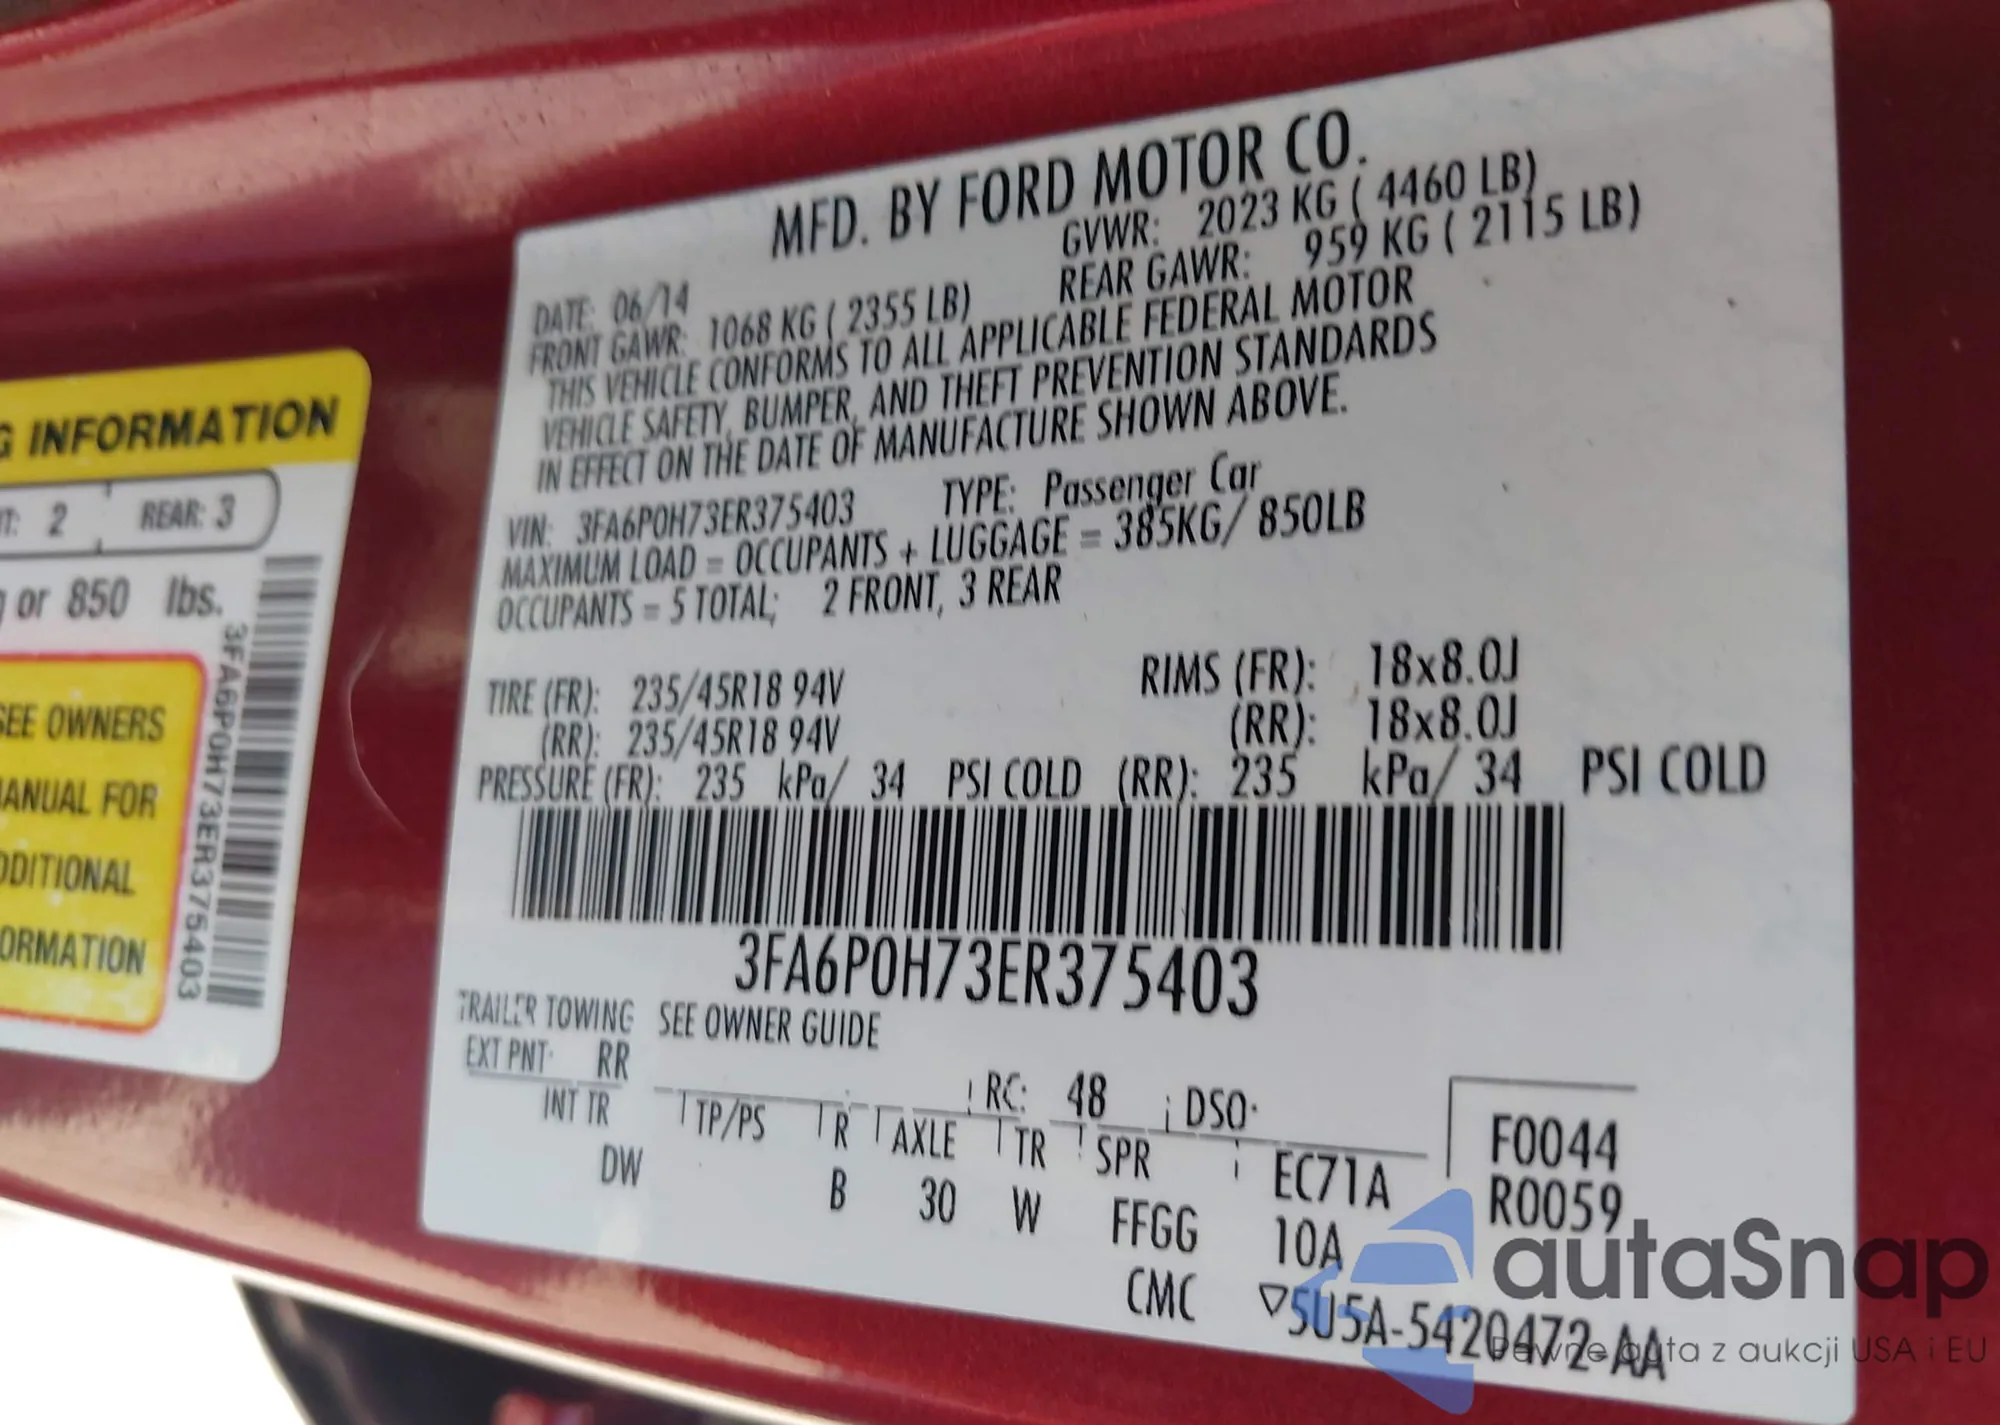 MFD. BY FORD MOTOR CO.
DATE: 06/14 GVWR: 2023 KG ( 4460 LB)
FRONT GAWR: 1068 KG ( 2355 LB) REAR GAWR: 959 KG ( 2115 LB)
THIS VEHICLE CONFORMS TO ALL APPLICABLE FEDERAL MOTOR
VEHICLE SAFETY, BUMPER, AND THEFT PREVENTION STANDARDS
IN EFFECT ON THE DATE OF MANUFACTURE SHOWN ABOVE.
VIN: 3FA6P0H73ER375403 TYPE: Passenger Car
MAXIMUM LOAD = OCCUPANTS + LUGGAGE = 385KG/ 850LB
OCCUPANTS = 5 TOTAL; 2 FRONT, 3 REAR
TIRE (FR): 235/45R18 94V RIMS (FR): 18x8.0J
(RR): 235/45R18 94V (RR): 18x8.0J
PRESSURE (FR): 235 kPa/ 34 PSI COLD (RR): 235 kPa/ 34 PSI COLD
3FA6P0H73ER375403
TRAILER TOWING SEE OWNER GUIDE
EXT PNT: RR RC: 48 DSO:
INT TR TP/PS R AXLE TR SPR EC71A
DW B 30 W FFGG 10A
CMC ▽5U5A-5420472-AA
F0044
R0059
G INFORMATION
T: 2 REAR: 3
g or 850 lbs.
SEE OWNERS
MANUAL FOR
ADDITIONAL
ORMATION
3FA6P0H73ER375403
autaSnap
Pewne auta z aukcji USA i EU